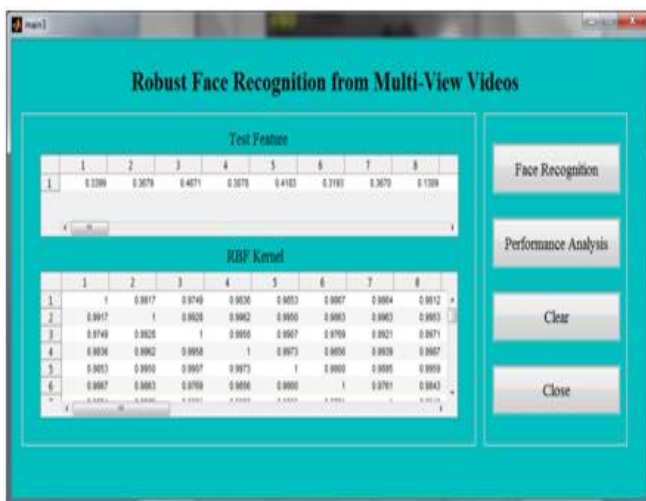 main1
Robust Face Recognition from Multi-View Videos
Test Feature
1 2 3 4 5 6 7 8
1 0.3399 0.3679 0.4671 0.3078 0.4183 0.3193 0.3670 0.1389
RBF Kernel
1 2 3 4 5 6 7 8
1 1 0.9917 0.9749 0.9836 0.9853 0.9867 0.9864 0.9812
2 0.9917 1 0.9928 0.9962 0.9950 0.9863 0.9963 0.9953
3 0.9749 0.9928 1 0.9958 0.9907 0.9769 0.9921 0.9971
4 0.9836 0.9962 0.9958 1 0.9973 0.9856 0.9939 0.9987
5 0.9853 0.9950 0.9907 0.9973 1 0.9900 0.9895 0.9959
6 0.9867 0.9863 0.9769 0.9856 0.9900 1 0.9761 0.9843
Face Recognition
Performance Analysis
Clear
Close